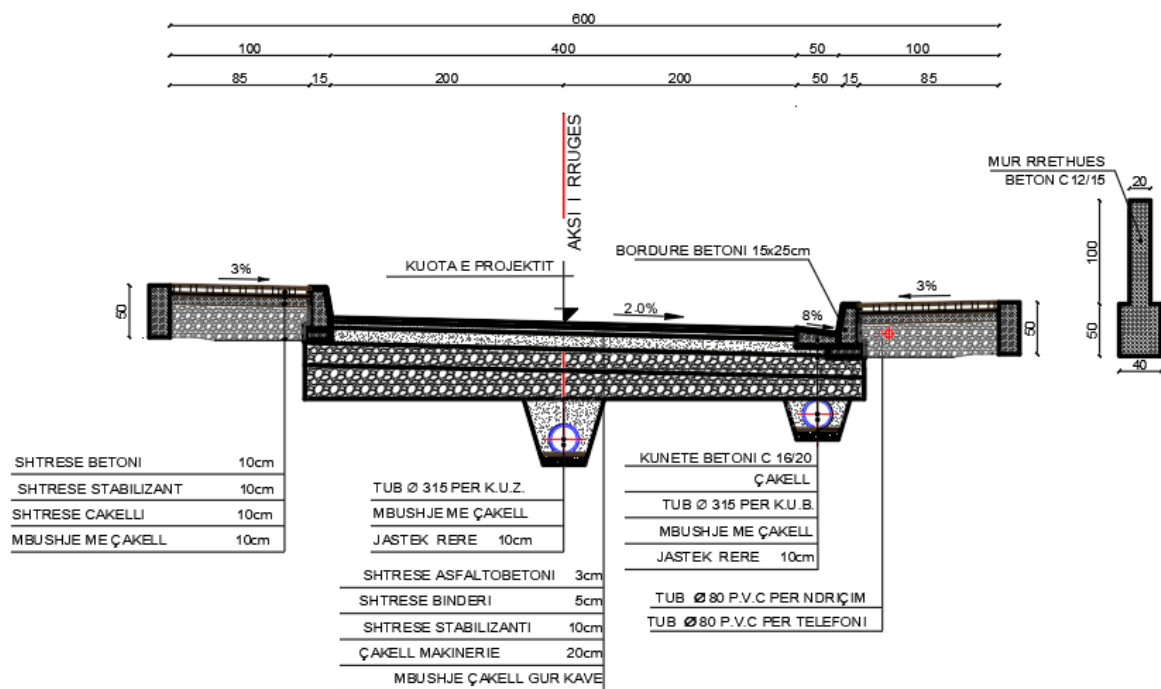 600
100 400 50 100
85 15 200 200 50 15 85
AKSI I RRUGES
MUR RRETHUES
BETON C 12/15
20
100
50
40
BORDURE BETONI 15x25cm
KUOTA E PROJEKTIT
3%
2.0%
8%
3%
50
50
SHTRESE BETONI 10cm
SHTRESE STABILIZANT 10cm
SHTRESE CAKELLI 10cm
MBUSHJE ME ÇAKELL 10cm
TUB Ø 315 PER K.U.Z.
MBUSHJE ME ÇAKELL
JASTEK RERE 10cm
KUNETE BETONI C 16/20
ÇAKELL
TUB Ø 315 PER K.U.B.
MBUSHJE ME ÇAKELL
JASTEK RERE 10cm
SHTRESE ASFALTOBETONI 3cm
SHTRESE BINDERI 5cm
SHTRESE STABILIZANTI 10cm
ÇAKELL MAKINERIE 20cm
MBUSHJE ÇAKELL GUR KAVE
TUB Ø 80 P.V.C PER NDRIÇIM
TUB Ø 80 P.V.C PER TELEFONI